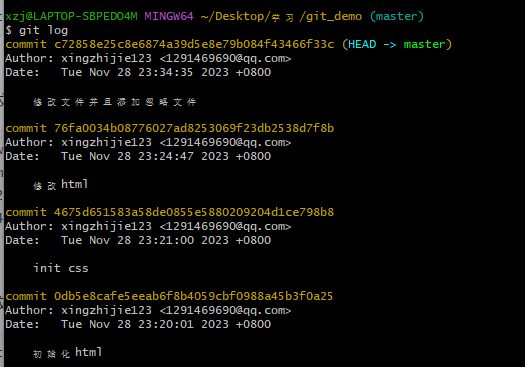 xzj@LAPTOP-SBPEDO4M MINGW64 ~/Desktop/学习/git_demo (master)
$ git log
commit c72858e25c8e6874a39d5e8e79b084f43466f33c (HEAD -> master)
Author: xingzhijie123 <1291469690@qq.com>
Date:   Tue Nov 28 23:34:35 2023 +0800
修改文件并且添加忽略文件
commit 76fa0034b08776027ad8253069f23db2538d7f8b
Author: xingzhijie123 <1291469690@qq.com>
Date:   Tue Nov 28 23:24:47 2023 +0800
修改html
commit 4675d651583a58de0855e5880209204d1ce798b8
Author: xingzhijie123 <1291469690@qq.com>
Date:   Tue Nov 28 23:21:00 2023 +0800
init css
commit 0db5e8cafe5eeab6f8b4059cbf0988a45b3f0a25
Author: xingzhijie123 <1291469690@qq.com>
Date:   Tue Nov 28 23:20:01 2023 +0800
初始化html